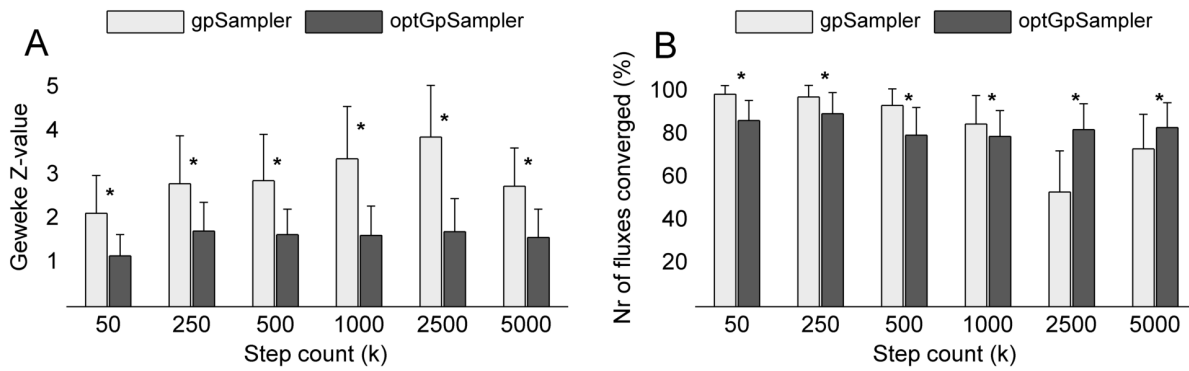 gpSampler optGpSampler
A
Geweke Z-value
5
4
3
2
1
* * * * * *
50 250 500 1000 2500 5000
Step count (k)
gpSampler optGpSampler
B
Nr of fluxes converged (%)
100
80
60
40
20
* * * * * *
50 250 500 1000 2500 5000
Step count (k)